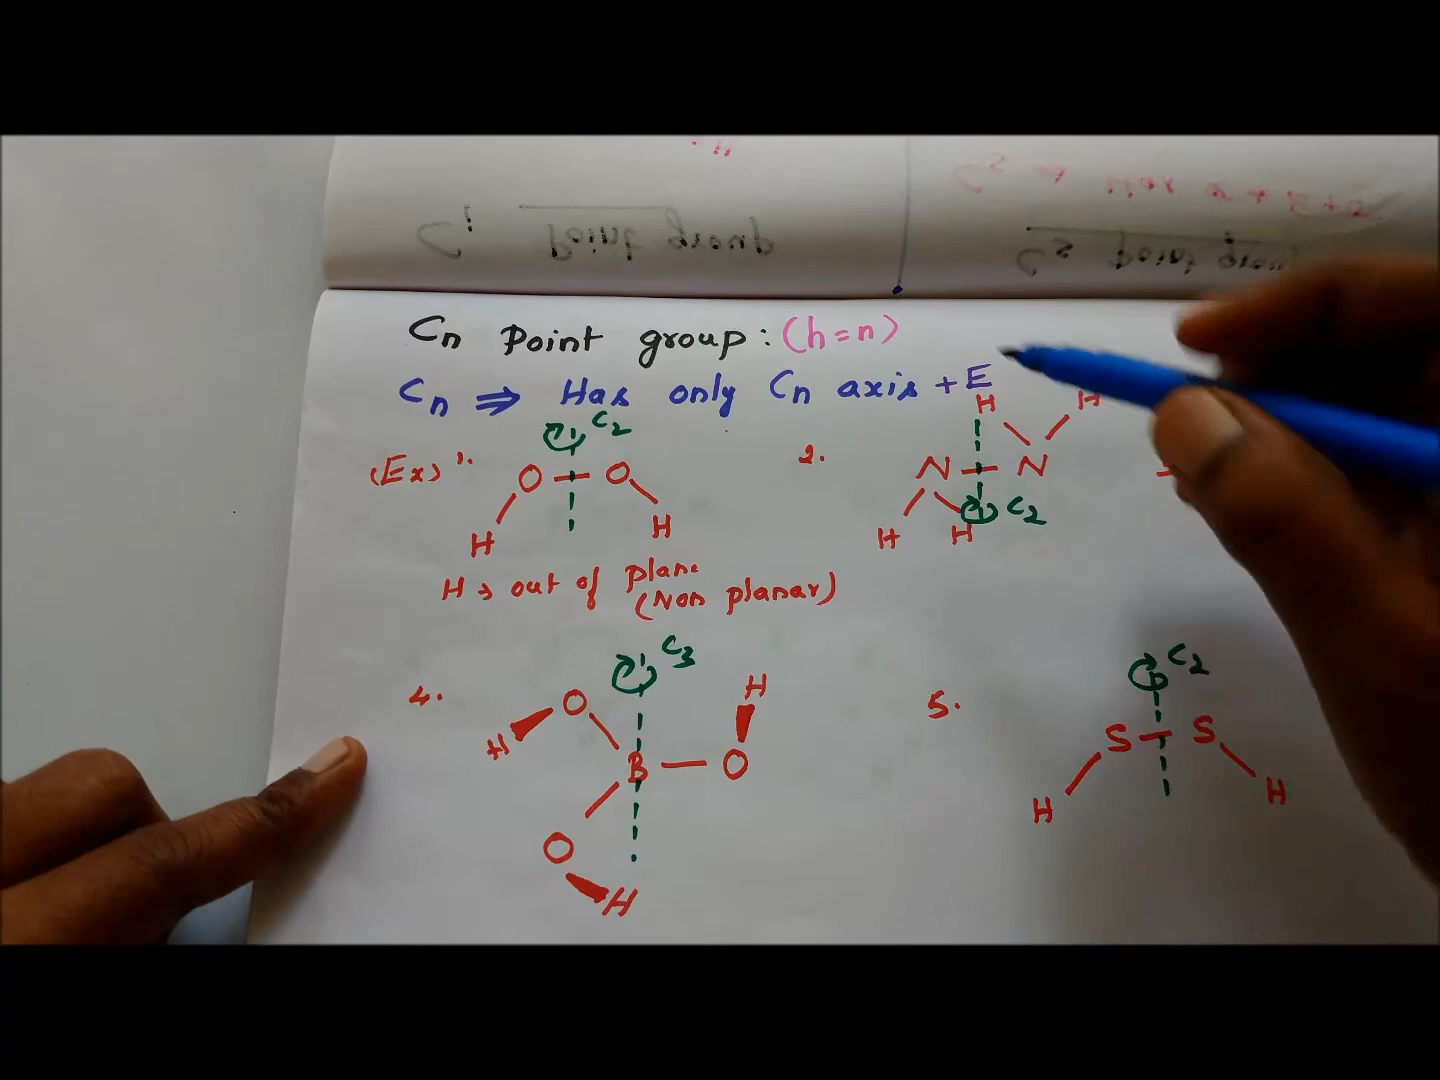 Cn Point group : (h=n)
Cn ⇒ Has only Cn axis + E
(Ex) 1.
C2
O - O
H H
H → out of plane
(Non planar)
2.
H H
N - N
H H
C2
4.
C3
H O H
B - O
O H
5.
C2
S - S
H H